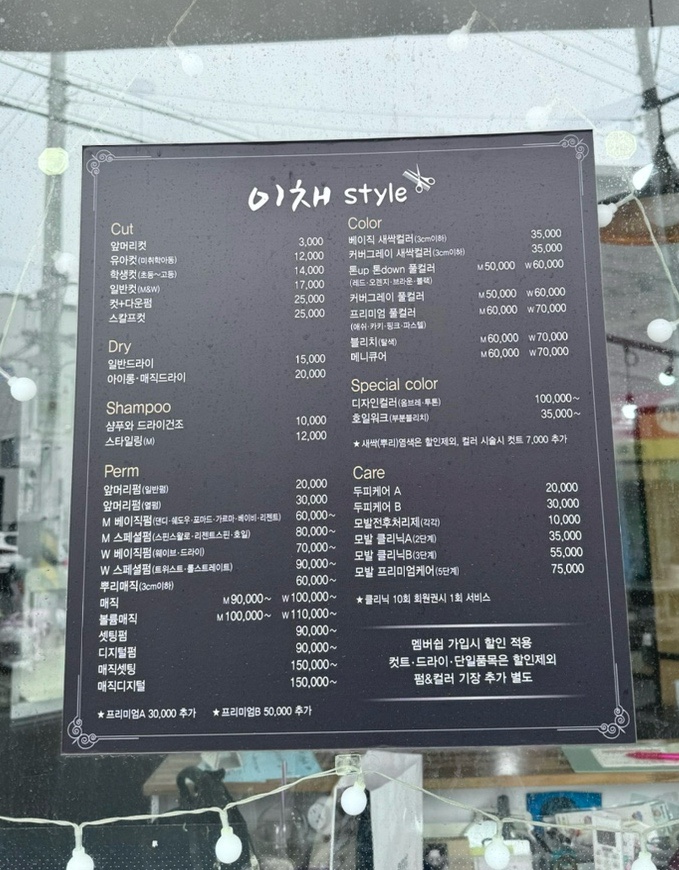 이채 style
Cut
앞머리컷 3,000
유아컷(미취학아동) 12,000
학생컷(초등~고등) 14,000
일반컷(M&W) 17,000
컷+다운펌 25,000
스칼프컷 25,000
Dry
일반드라이 15,000
아이롱·매직드라이 20,000
Shampoo
샴푸와 드라이건조 10,000
스타일링(M) 12,000
Perm
앞머리펌(일반펌) 20,000
앞머리펌(열펌) 30,000
M 베이직펌(댄디·쉐도우·포마드·가르마·베이비·리젠트) 60,000~
M 스페셜펌(스핀스왈로·리젠트스핀·호일) 80,000~
W 베이직펌(웨이브·드라이) 70,000~
W 스페셜펌(트위스트·롤스트레이트) 90,000~
뿌리매직(3cm이하) 60,000~
매직 M 90,000~ W 100,000~
볼륨매직 M 100,000~ W 110,000~
셋팅펌 90,000~
디지털펌 90,000~
매직셋팅 150,000~
매직디지털 150,000~
★프리미엄A 30,000 추가 ★프리미엄B 50,000 추가
Color
베이직 새싹컬러(3cm이하) 35,000
커버그레이 새싹컬러(3cm이하) 35,000
톤up 톤down 풀컬러 M 50,000 W 60,000
(레드·오렌지·브라운·블랙)
커버그레이 풀컬러 M 50,000 W 60,000
프리미엄 풀컬러 M 60,000 W 70,000
(애쉬·카키·핑크·파스텔)
블리치(탈색) M 60,000 W 70,000
메니큐어 M 60,000 W 70,000
Special color
디자인컬러(옴브레·투톤) 100,000~
호일워크(부분블리치) 35,000~
★새싹(뿌리)염색은 할인제외, 컬러 시술시 컷트 7,000 추가
Care
두피케어 A 20,000
두피케어 B 30,000
모발전후처리제(각각) 10,000
모발 클리닉A(2단계) 35,000
모발 클리닉B(3단계) 55,000
모발 프리미엄케어(5단계) 75,000
★클리닉 10회 회원권시 1회 서비스
멤버쉽 가입시 할인 적용
컷트·드라이·단일품목은 할인제외
펌&컬러 기장 추가 별도